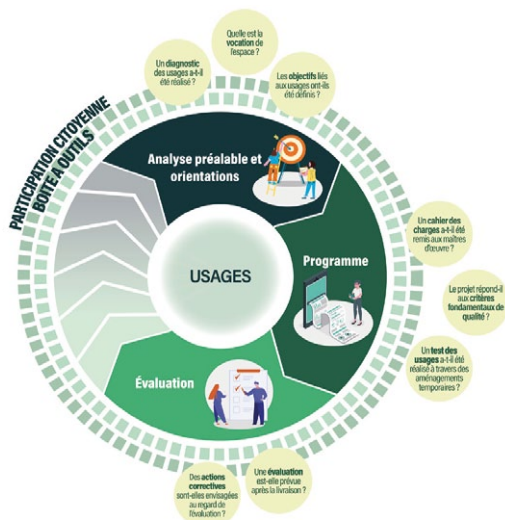 Quelle est la
vocation de
l'espace ?
Un diagnostic
des usages a-t-il
été réalisé ?
Les objectifs liés
aux usages ont-ils
été définis ?
PARTICIPATION CITOYENNE
BOITE A OUTILS
Analyse préalable et
orientations
Un cahier des
charges a-t-il été
remis aux maîtres
d'œuvre ?
Programme
USAGES
Le projet répond-il
aux critères
fondamentaux de
qualité ?
Un test des
usages a-t-il été
réalisé à travers des
aménagements
temporaires ?
Évaluation
Des actions
correctives
sont-elles envisagées
au regard de
l'évaluation ?
Une évaluation
est-elle prévue
après la livraison ?